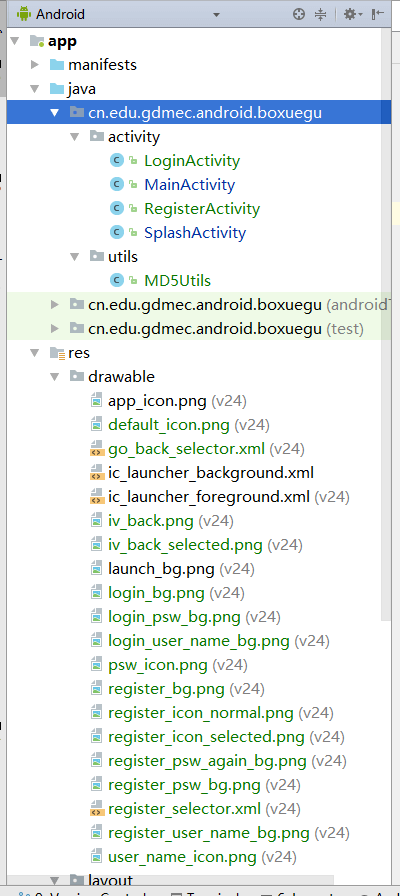 Android
app
manifests
java
cn.edu.gdmec.android.boxuegu
activity
LoginActivity
MainActivity
RegisterActivity
SplashActivity
utils
MD5Utils
cn.edu.gdmec.android.boxuegu (android
cn.edu.gdmec.android.boxuegu (test)
res
drawable
app_icon.png (v24)
default_icon.png (v24)
go_back_selector.xml (v24)
ic_launcher_background.xml
ic_launcher_foreground.xml (v24)
iv_back.png (v24)
iv_back_selected.png (v24)
launch_bg.png (v24)
login_bg.png (v24)
login_psw_bg.png (v24)
login_user_name_bg.png (v24)
psw_icon.png (v24)
register_bg.png (v24)
register_icon_normal.png (v24)
register_icon_selected.png (v24)
register_psw_again_bg.png (v24)
register_psw_bg.png (v24)
register_selector.xml (v24)
register_user_name_bg.png (v24)
user_name_icon.png (v24)
layout